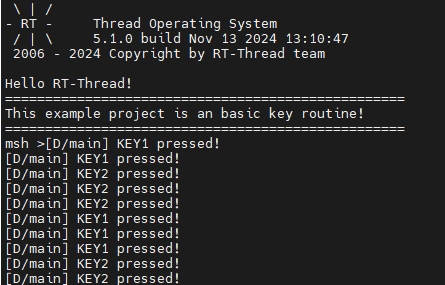 \ | /
- RT -     Thread Operating System
 / | \     5.1.0 build Nov 13 2024 13:10:47
 2006 - 2024 Copyright by RT-Thread team

Hello RT-Thread!
==================================================
This example project is an basic key routine!
==================================================
msh >[D/main] KEY1 pressed!
[D/main] KEY1 pressed!
[D/main] KEY2 pressed!
[D/main] KEY2 pressed!
[D/main] KEY2 pressed!
[D/main] KEY1 pressed!
[D/main] KEY1 pressed!
[D/main] KEY1 pressed!
[D/main] KEY2 pressed!
[D/main] KEY2 pressed!